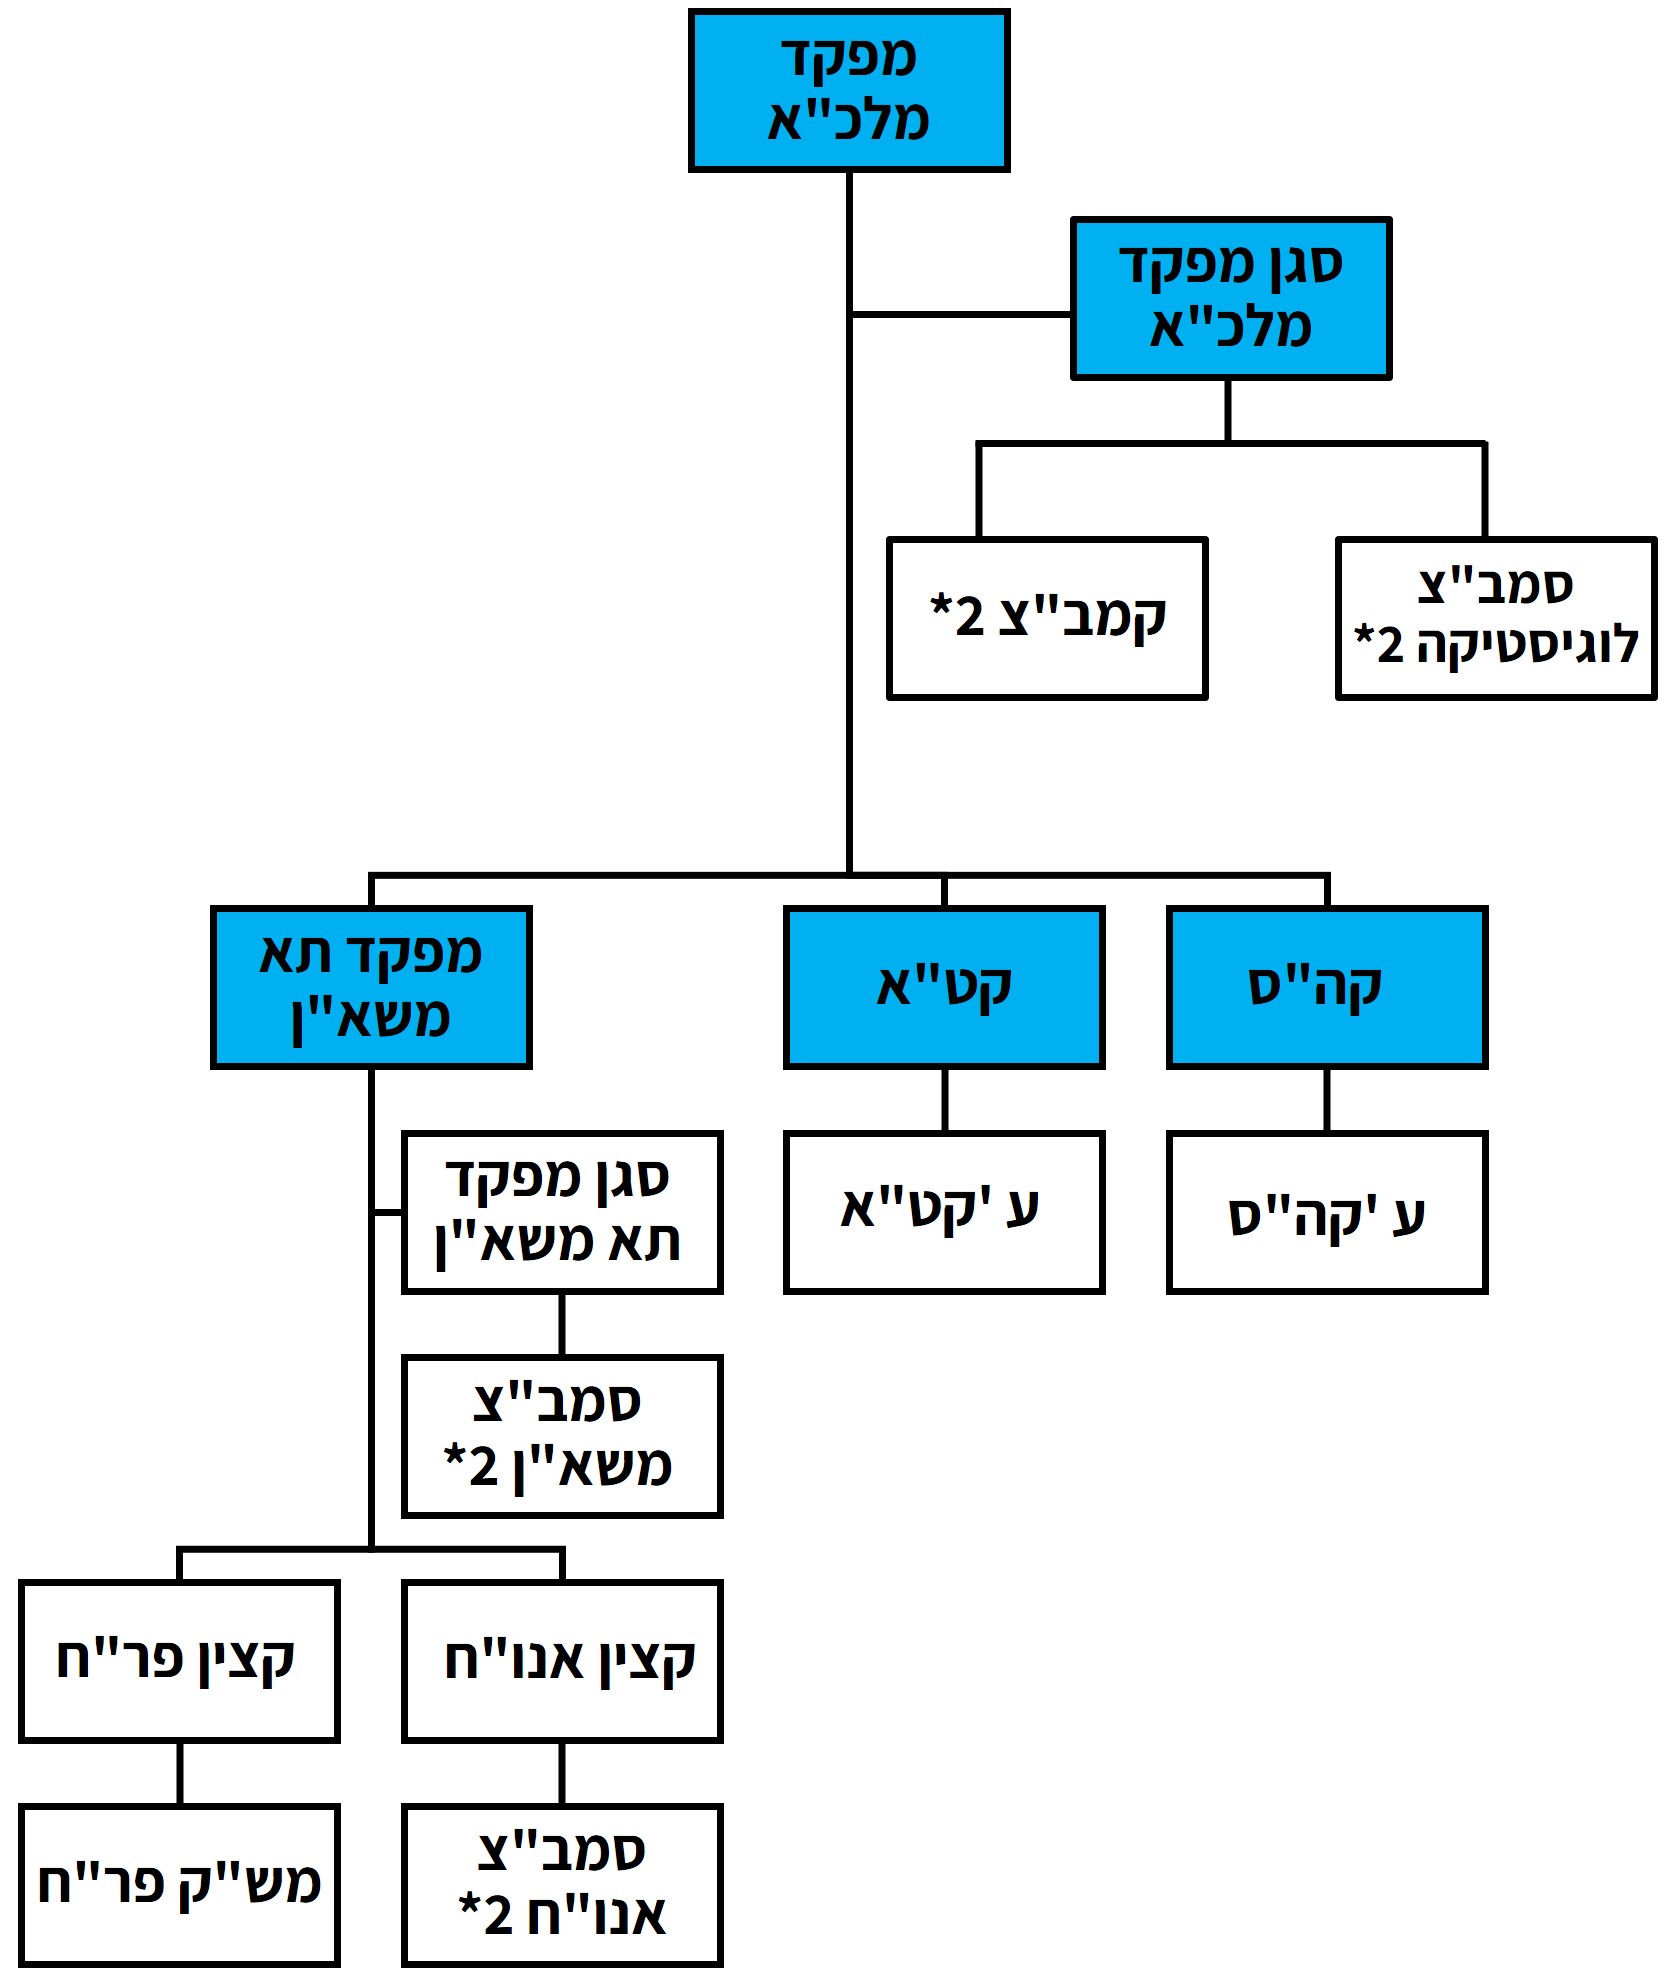 מפקד
מלכ"א
סגן מפקד
מלכ"א
סמב"צ
לוגיסטיקה 2*
קמב"צ 2*
קה"ס
קט"א
מפקד תא
משא"ן
ע 'קה"ס
ע 'קט"א
סגן מפקד
תא משא"ן
סמב"צ
משא"ן 2*
קצין אנו"ח
קצין פר"ח
סמב"צ
אנו"ח 2*
מש"ק פר"ח